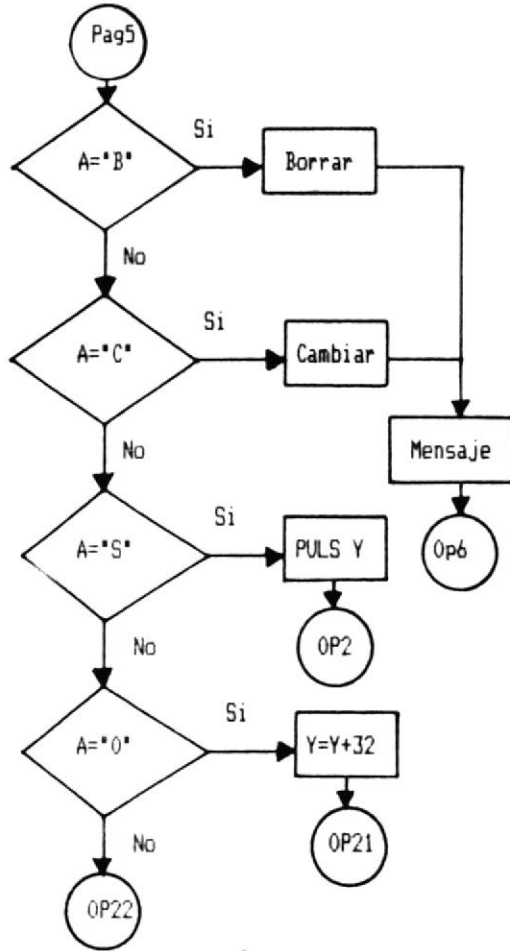 Pag5
A="B"
Si
Borrar
No
A="C"
Si
Cambiar
No
Mensaje
A="S"
Si
PULS Y
Op6
No
OP2
A="O"
Si
Y=Y+32
No
OP21
OP22